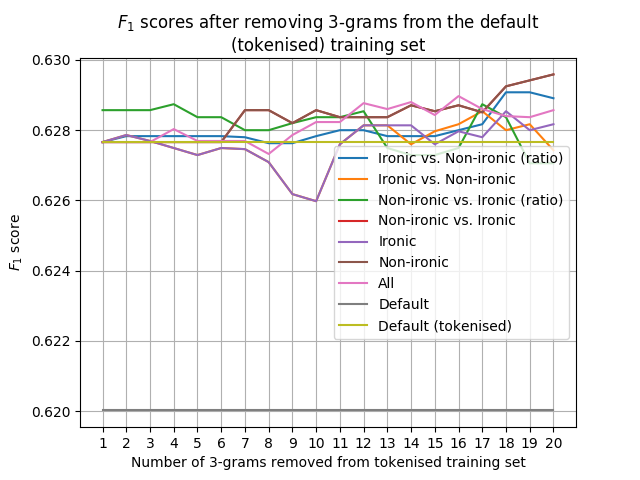 F₁ scores after removing 3-grams from the default
(tokenised) training set
F₁ score
0.630
0.628
0.626
0.624
0.622
0.620
Ironic vs. Non-ironic (ratio)
Ironic vs. Non-ironic
Non-ironic vs. Ironic (ratio)
Non-ironic vs. Ironic
Ironic
Non-ironic
All
Default
Default (tokenised)
1 2 3 4 5 6 7 8 9 10 11 12 13 14 15 16 17 18 19 20
Number of 3-grams removed from tokenised training set